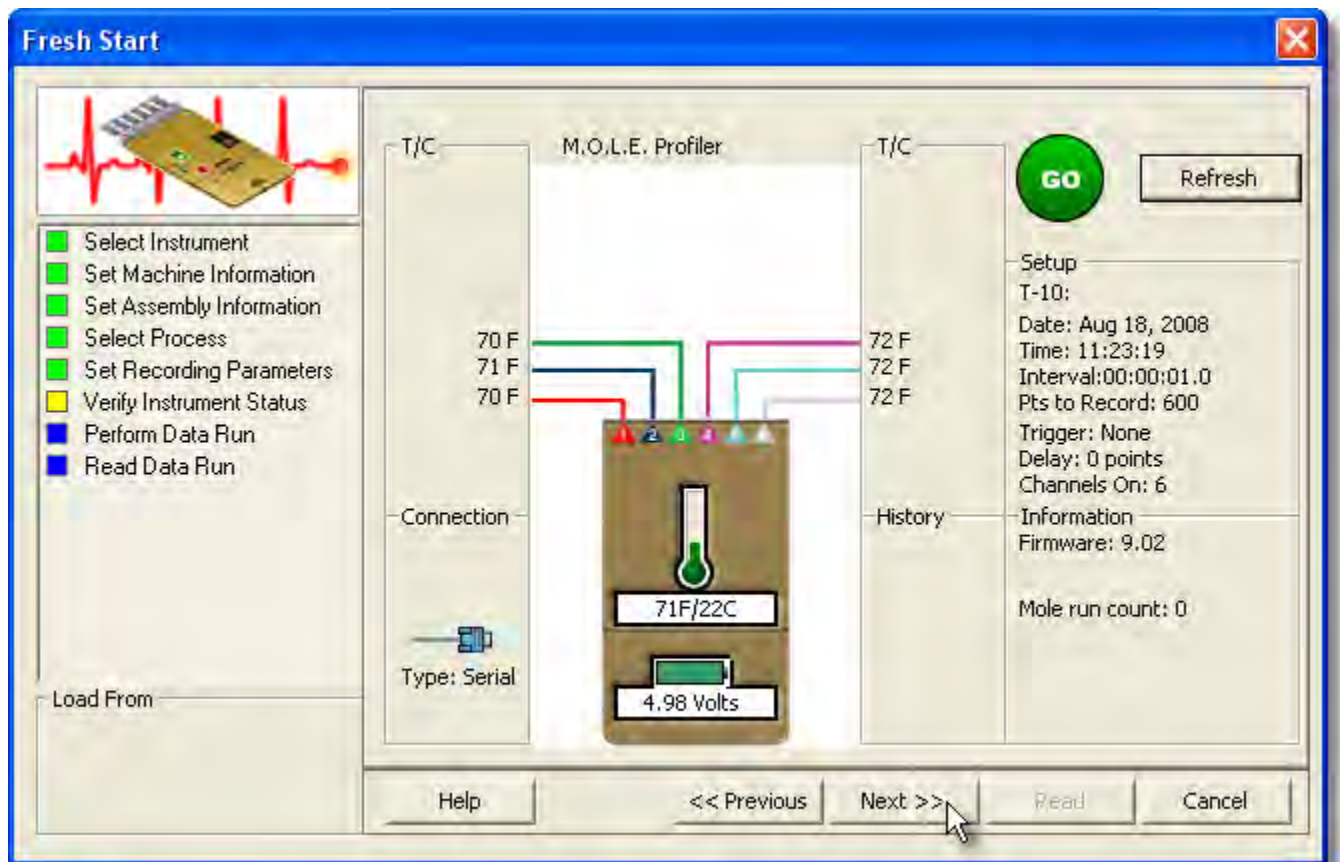 Fresh Start
Select Instrument
Set Machine Information
Set Assembly Information
Select Process
Set Recording Parameters
Verify Instrument Status
Perform Data Run
Read Data Run
Load From
T/C
M.O.L.E. Profiler
T/C
70 F
71 F
70 F
72 F
72 F
72 F
1 2 3 4
71F/22C
4.98 Volts
Connection
Type: Serial
History
GO
Refresh
Setup
T-10:
Date: Aug 18, 2008
Time: 11:23:19
Interval:00:00:01.0
Pts to Record: 600
Trigger: None
Delay: 0 points
Channels On: 6
Information
Firmware: 9.02
Mole run count: 0
Help
<< Previous
Next >>
Read
Cancel